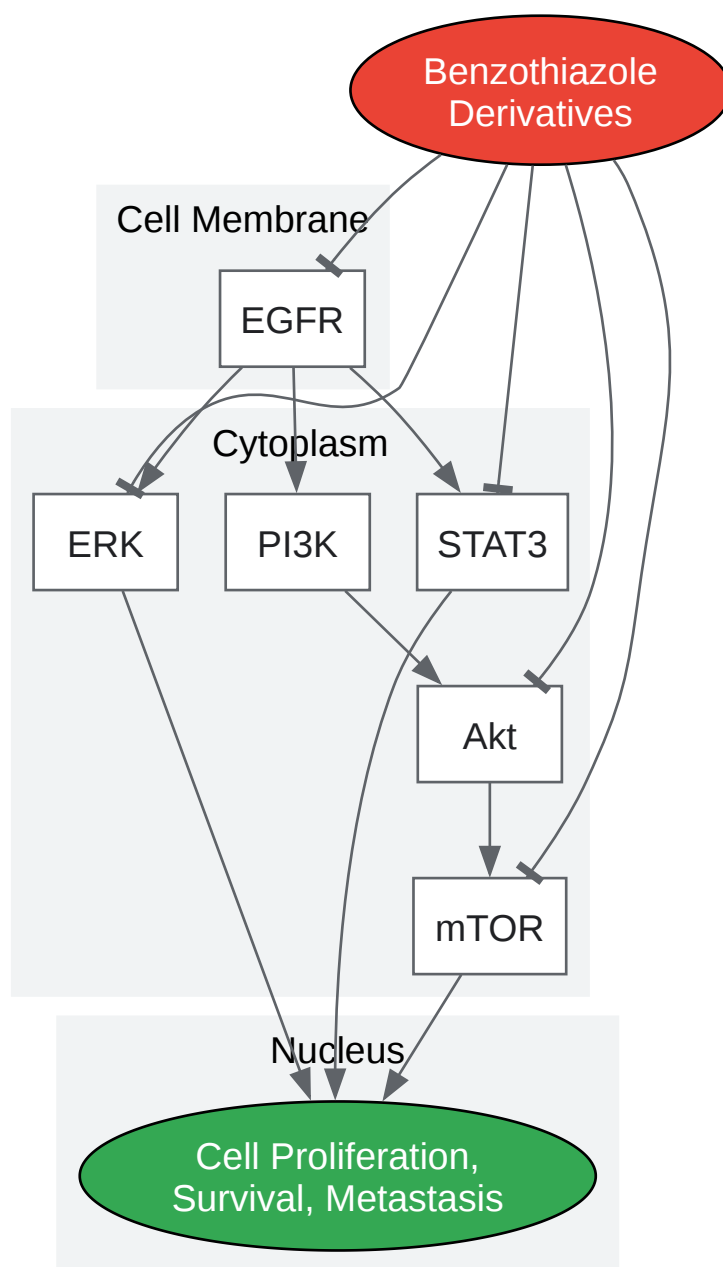 Benzothiazole
Derivatives
Cell Membrane
EGFR
Cytoplasm
ERK
PI3K
STAT3
Akt
mTOR
Nucleus
Cell Proliferation,
Survival, Metastasis